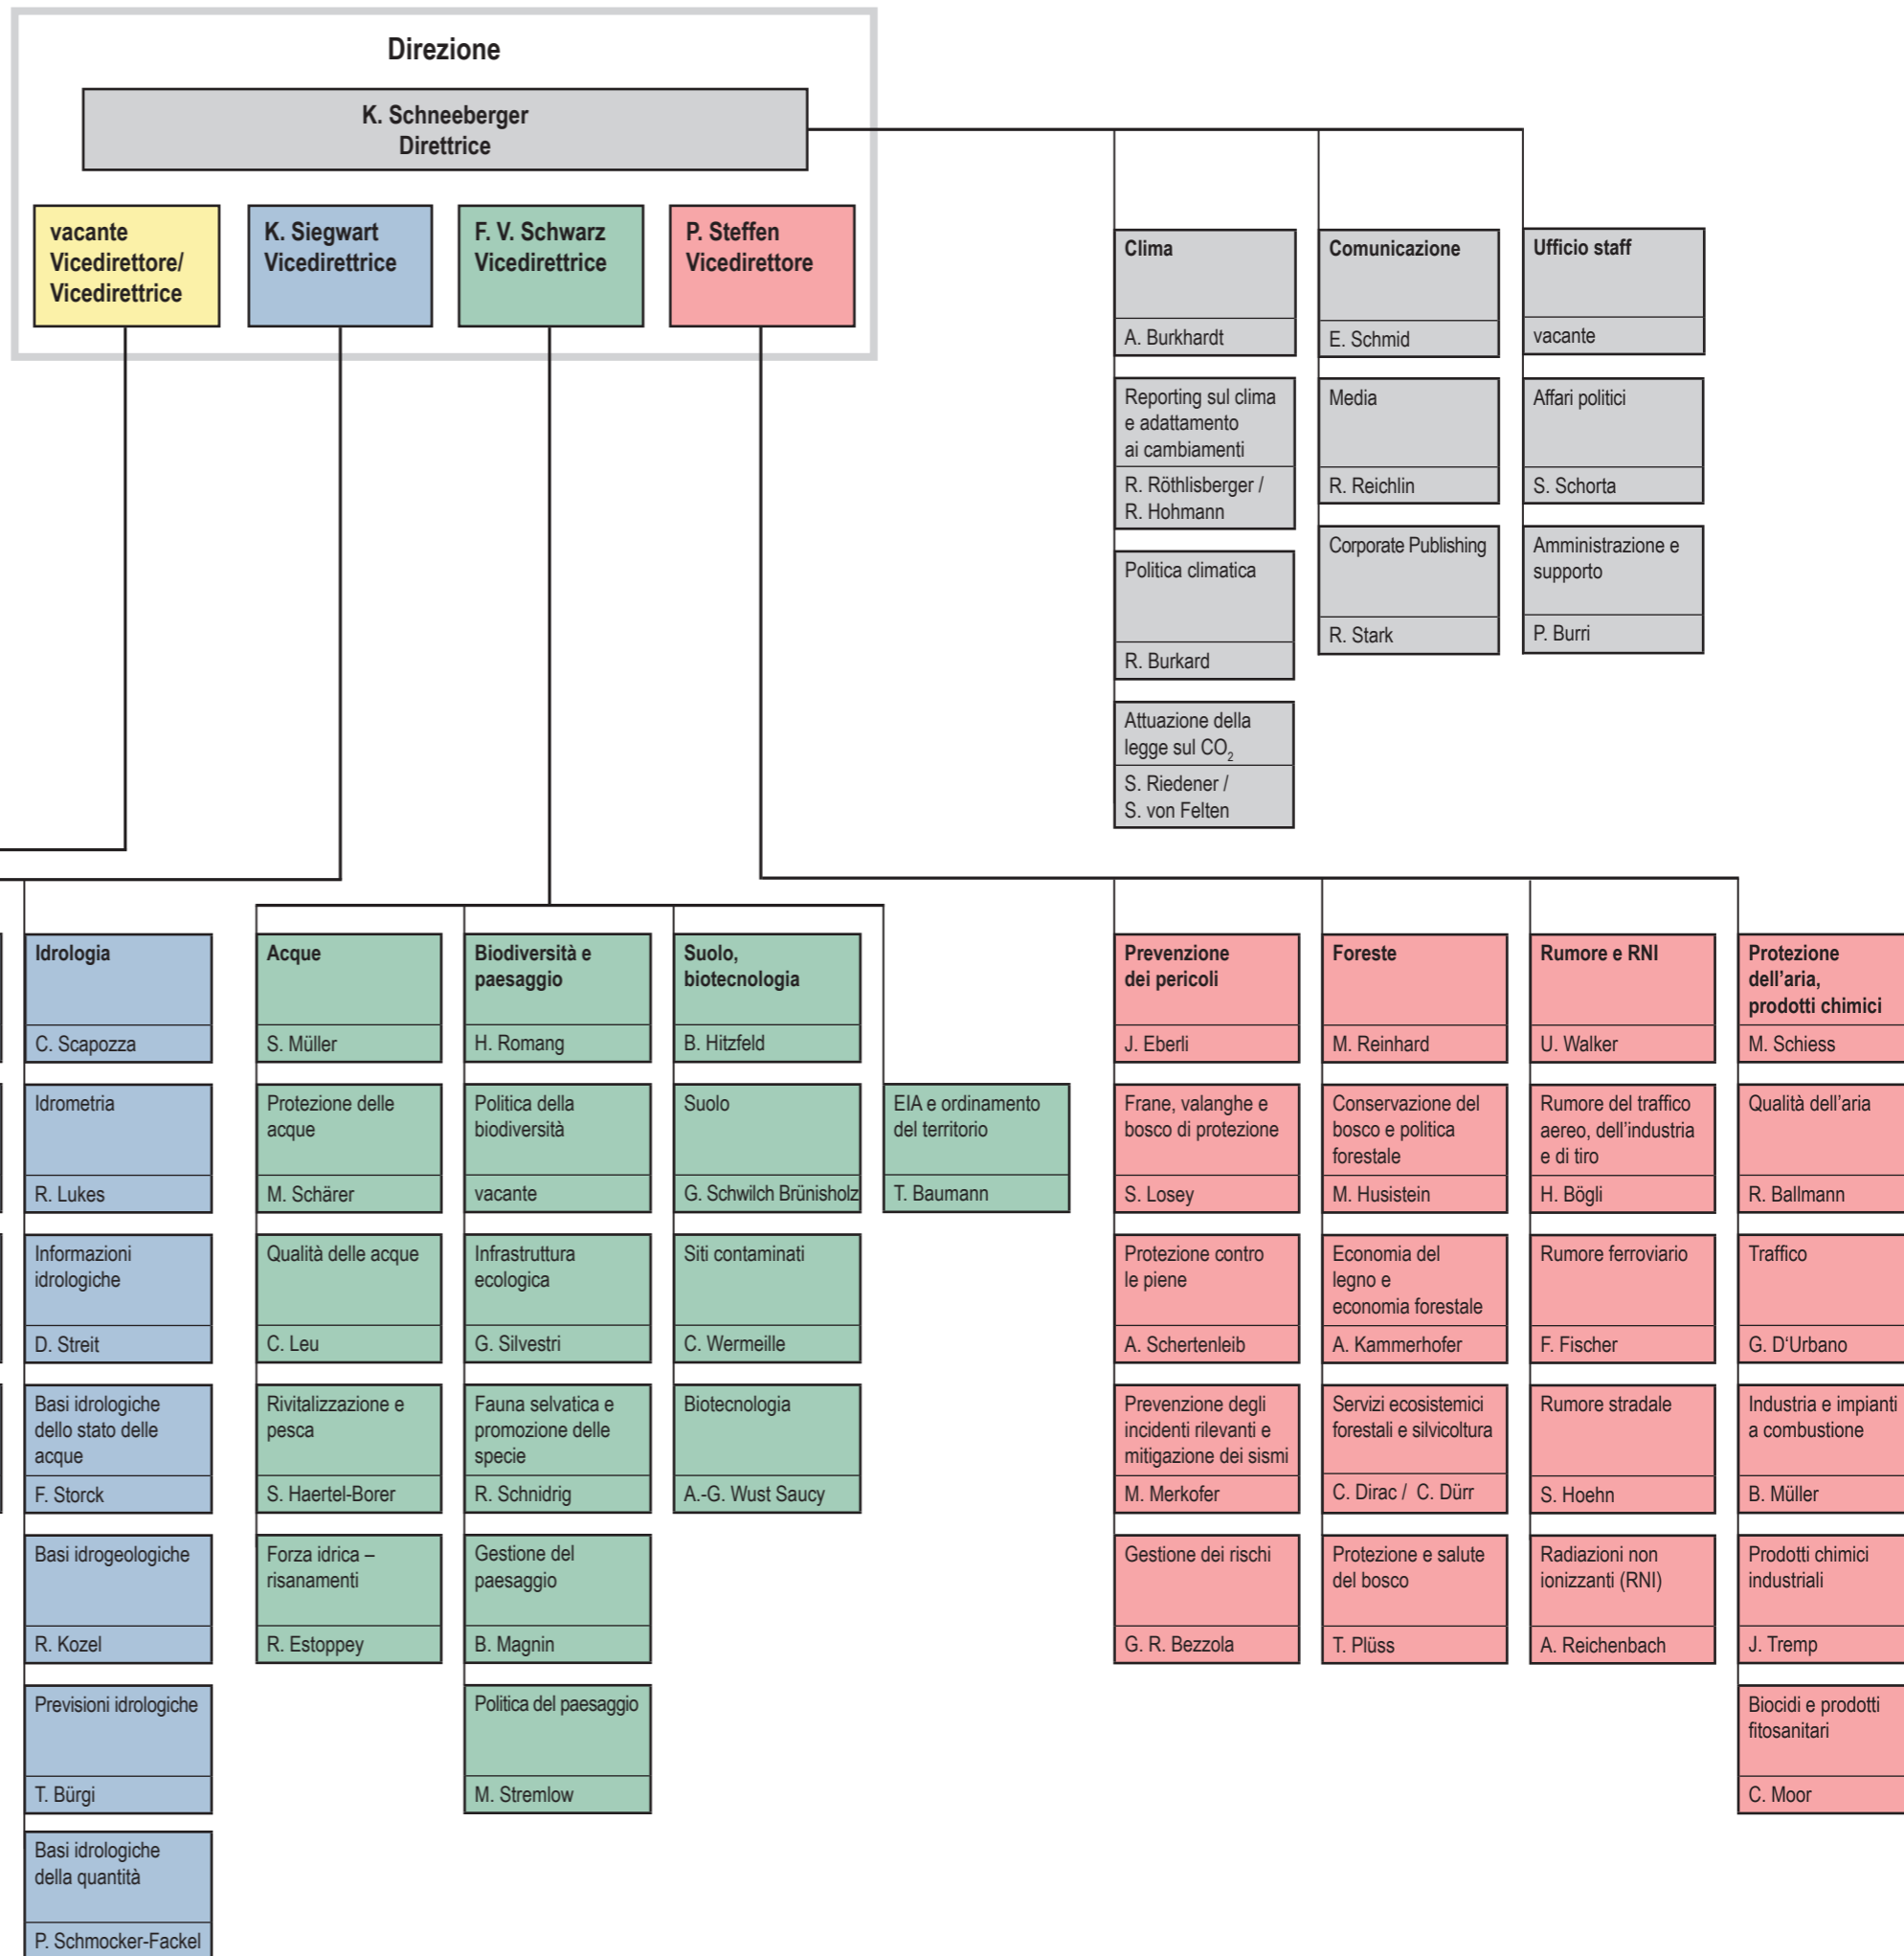 Direzione
K. Schneeberger
Direttrice
vacante
Vicedirettore/
Vicedirettrice
K. Siegwart
Vicedirettrice
F. V. Schwarz
Vicedirettrice
P. Steffen
Vicedirettore
Clima
A. Burkhardt
Reporting sul clima
e adattamento
ai cambiamenti
R. Röthlisberger /
R. Hohmann
Politica climatica
R. Burkard
Attuazione della
legge sul CO₂
S. Riedener /
S. von Felten
Comunicazione
E. Schmid
Media
R. Reichlin
Corporate Publishing
R. Stark
Ufficio staff
vacante
Affari politici
S. Schorta
Amministrazione e
supporto
P. Burri
Idrologia
C. Scapozza
Idrometria
R. Lukes
Informazioni
idrologiche
D. Streit
Basi idrologiche
dello stato delle
acque
F. Storck
Basi idrogeologiche
R. Kozel
Previsioni idrologiche
T. Bürgi
Basi idrologiche
della quantità
P. Schmocker-Fackel
Acque
S. Müller
Protezione delle
acque
M. Schärer
Qualità delle acque
C. Leu
Rivitalizzazione e
pesca
S. Haertel-Borer
Forza idrica –
risanamenti
R. Estoppey
Biodiversità e
paesaggio
H. Romang
Politica della
biodiversità
vacante
Infrastruttura
ecologica
G. Silvestri
Fauna selvatica e
promozione delle
specie
R. Schnidrig
Gestione del
paesaggio
B. Magnin
Politica del paesaggio
M. Stremlow
Suolo,
biotecnologia
B. Hitzfeld
Suolo
G. Schwilch Brünisholz
Siti contaminati
C. Wermeille
Biotecnologia
A.-G. Wust Saucy
EIA e ordinamento
del territorio
T. Baumann
Prevenzione
dei pericoli
J. Eberli
Frane, valanghe e
bosco di protezione
S. Losey
Protezione contro
le piene
A. Schertenleib
Prevenzione degli
incidenti rilevanti e
mitigazione dei sismi
M. Merkofer
Gestione dei rischi
G. R. Bezzola
Foreste
M. Reinhard
Conservazione del
bosco e politica
forestale
M. Husistein
Economia del
legno e
economia forestale
A. Kammerhofer
Servizi ecosistemici
forestali e silvicoltura
C. Dirac / C. Dürr
Protezione e salute
del bosco
T. Plüss
Rumore e RNI
U. Walker
Rumore del traffico
aereo, dell'industria
e di tiro
H. Bögli
Rumore ferroviario
F. Fischer
Rumore stradale
S. Hoehn
Radiazioni non
ionizzanti (RNI)
A. Reichenbach
Protezione
dell'aria,
prodotti chimici
M. Schiess
Qualità dell'aria
R. Ballmann
Traffico
G. D‘Urbano
Industria e impianti
a combustione
B. Müller
Prodotti chimici
industriali
J. Tremp
Biocidi e prodotti
fitosanitari
C. Moor